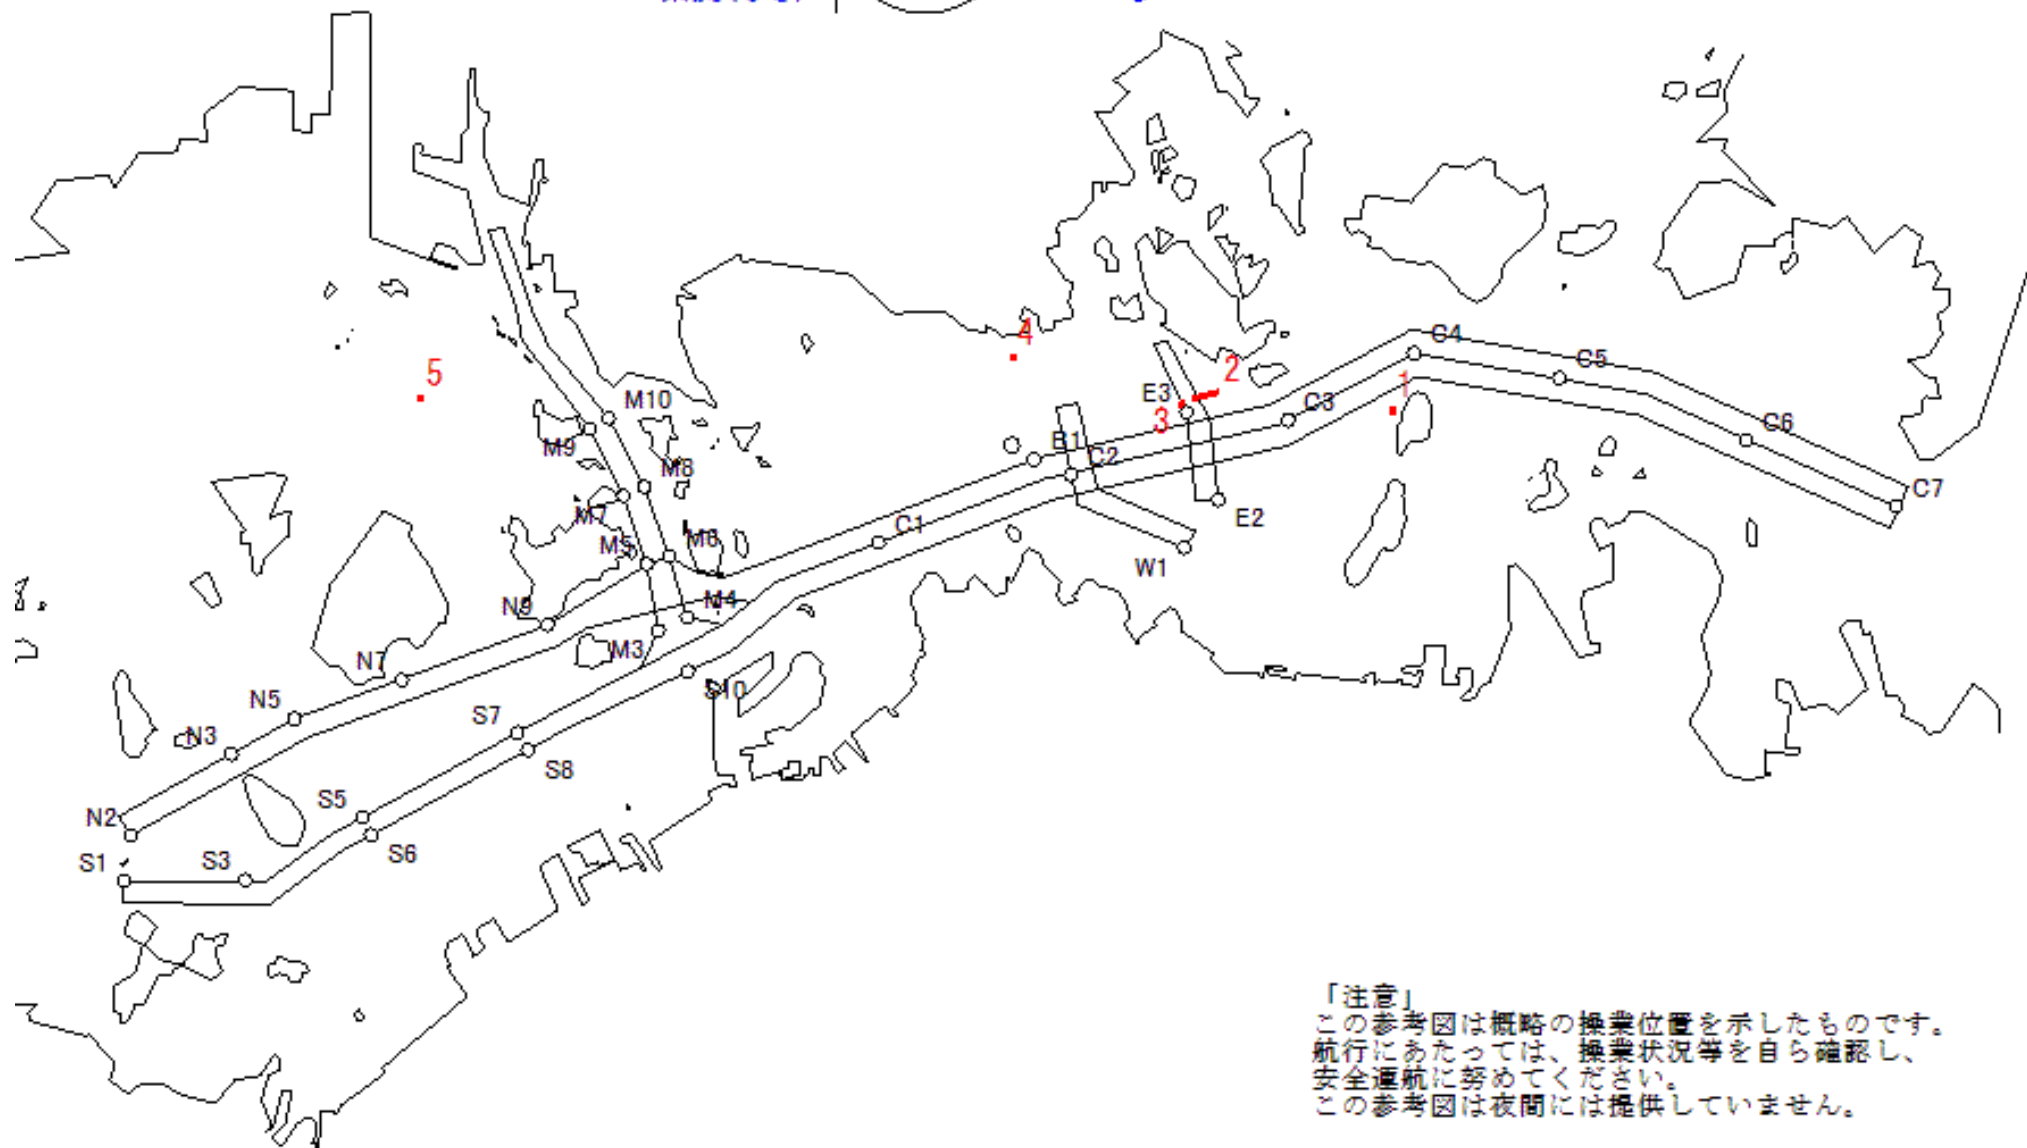 4
C4
2
C5
5
1
E3
M10
C3
3
C6
M9
B1
M8
C2
C7
M7
E2
C1
M5
M6
W1
N9
M4
M3
N7
S10
N5
S7
N3
S8
S5
N2
S6
S1
S3
「注意」
この参考図は概略の操業位置を示したものです。
航行にあたっては、操業状況等を自ら確認し、
安全運航に努めてください。
この参考図は夜間には提供していません。